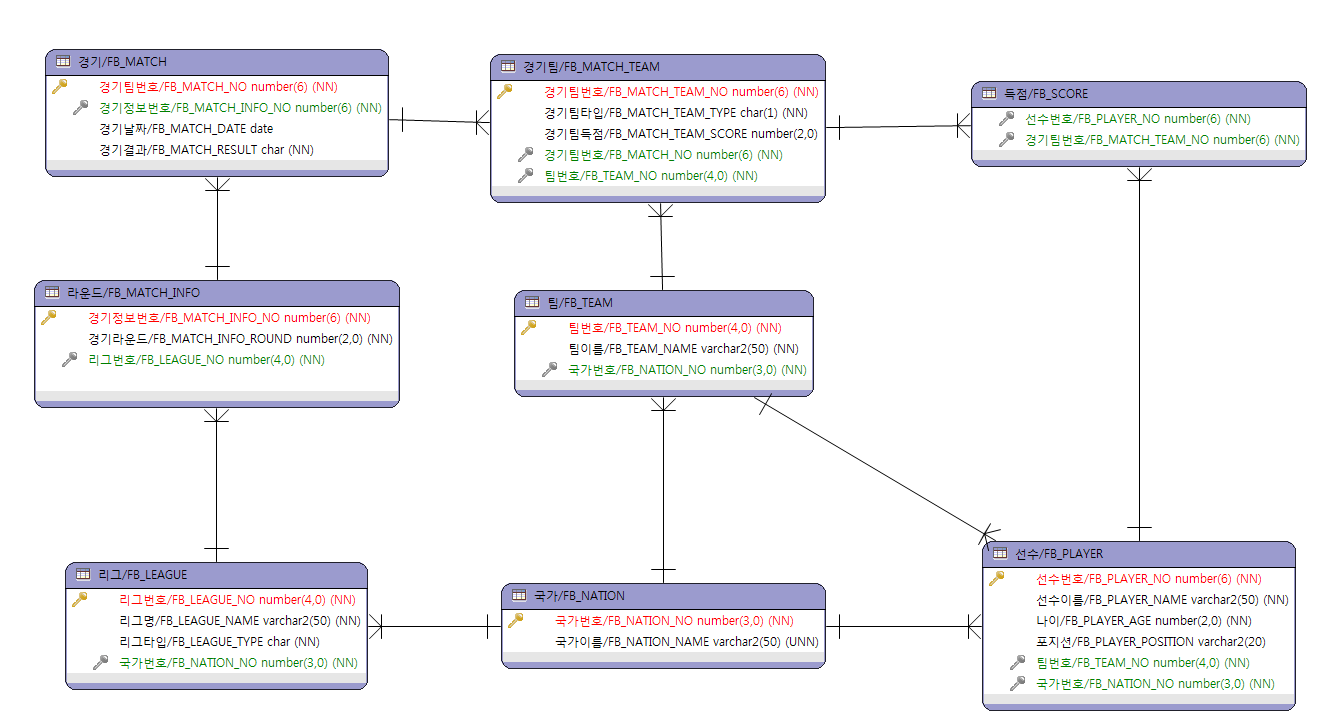 경기/FB_MATCH
경기팀번호/FB_MATCH_NO number(6) (NN)
경기정보번호/FB_MATCH_INFO_NO number(6) (NN)
경기날짜/FB_MATCH_DATE date
경기결과/FB_MATCH_RESULT char (NN)
경기팀/FB_MATCH_TEAM
경기팀번호/FB_MATCH_TEAM_NO number(6) (NN)
경기팀타입/FB_MATCH_TEAM_TYPE char(1) (NN)
경기팀득점/FB_MATCH_TEAM_SCORE number(2,0)
경기팀번호/FB_MATCH_NO number(6) (NN)
팀번호/FB_TEAM_NO number(4,0) (NN)
득점/FB_SCORE
선수번호/FB_PLAYER_NO number(6) (NN)
경기팀번호/FB_MATCH_TEAM_NO number(6) (NN)
라운드/FB_MATCH_INFO
경기정보번호/FB_MATCH_INFO_NO number(6) (NN)
경기라운드/FB_MATCH_INFO_ROUND number(2,0) (NN)
리그번호/FB_LEAGUE_NO number(4,0) (NN)
팀/FB_TEAM
팀번호/FB_TEAM_NO number(4,0) (NN)
팀이름/FB_TEAM_NAME varchar2(50) (NN)
국가번호/FB_NATION_NO number(3,0) (NN)
리그/FB_LEAGUE
리그번호/FB_LEAGUE_NO number(4,0) (NN)
리그명/FB_LEAGUE_NAME varchar2(50) (NN)
리그타입/FB_LEAGUE_TYPE char (NN)
국가번호/FB_NATION_NO number(3,0) (NN)
국가/FB_NATION
국가번호/FB_NATION_NO number(3,0) (NN)
국가이름/FB_NATION_NAME varchar2(50) (UNN)
선수/FB_PLAYER
선수번호/FB_PLAYER_NO number(6) (NN)
선수이름/FB_PLAYER_NAME varchar2(50) (NN)
나이/FB_PLAYER_AGE number(2,0) (NN)
포지션/FB_PLAYER_POSITION varchar2(20)
팀번호/FB_TEAM_NO number(4,0) (NN)
국가번호/FB_NATION_NO number(3,0) (NN)